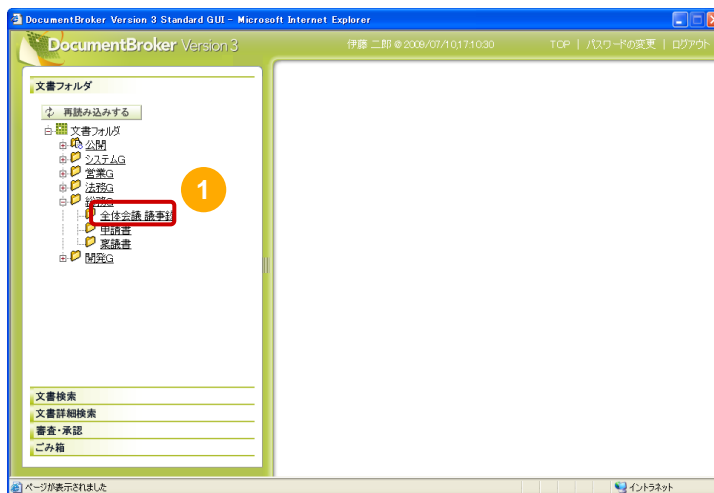 DocumentBroker Version 3 Standard GUI - Microsoft Internet Explorer
DocumentBroker Version 3
伊藤 二郎 @ 2008/07/10,17:10:30
TOP | パスワードの変更 | ログアウト
文書フォルダ
再読み込みする
文書フォルダ
公開
システムG
営業G
法務G
総務G
1
全体会議 議事録
申請書
稟議書
開発G
文書検索
文書詳細検索
審査・承認
ごみ箱
ページが表示されました
イントラネット